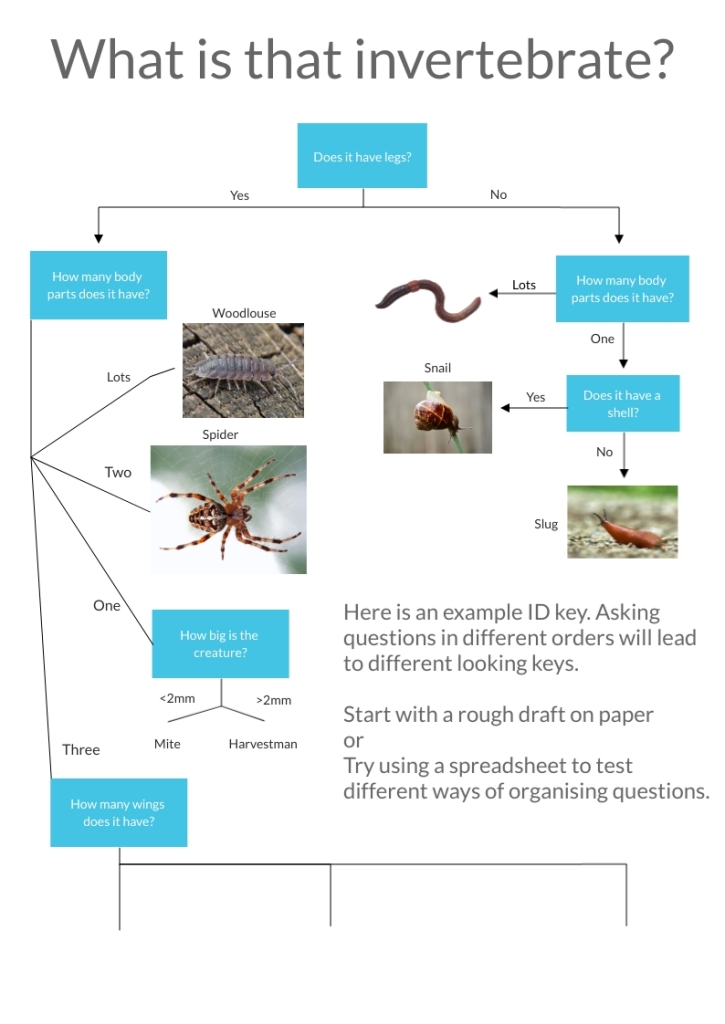 What is that invertebrate?
Does it have legs?
Yes
No
How many body
parts does it have?
Lots
How many body
parts does it have?
Woodlouse
One
Snail
Lots
Yes
Does it have a
shell?
Spider
No
Two
Slug
One
How big is the
creature?
Here is an example ID key. Asking
questions in different orders will lead
to different looking keys.
<2mm
>2mm
Start with a rough draft on paper
or
Try using a spreadsheet to test
different ways of organising questions.
Mite
Harvestman
Three
How many wings
does it have?